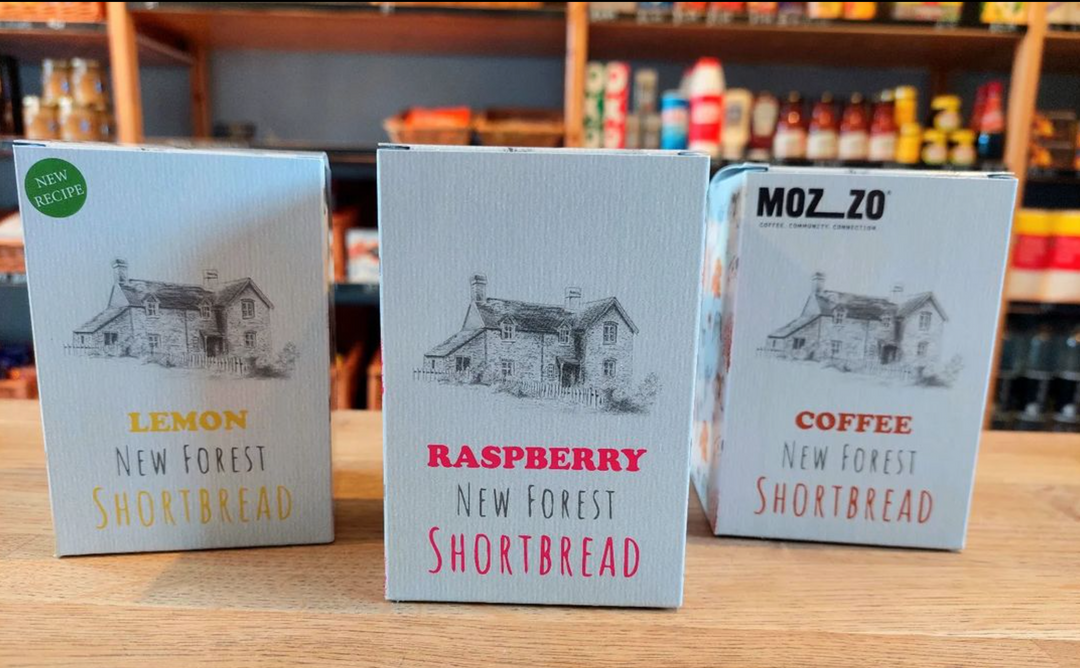 NEW
RECIPE
LEMON
NEW FOREST
SHORTBREAD
RASPBERRY
NEW FOREST
SHORTBREAD
MOZ_ZO
COFFEE. COMMUNITY. CONNECTION
COFFEE
NEW FOREST
SHORTBREAD